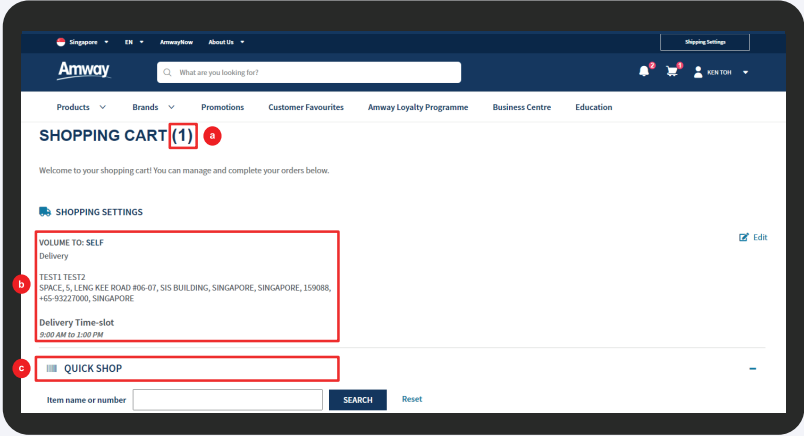 Singapore EN AmwayNow About Us Shipping Settings
Amway What are you looking for? 2 1 KEN TOH
Products Brands Promotions Customer Favourites Amway Loyalty Programme Business Centre Education
SHOPPING CART (1) a
Welcome to your shopping cart! You can manage and complete your orders below.
SHOPPING SETTINGS
VOLUME TO: SELF Edit
Delivery
TEST1 TEST2
b SPACE, 5, LENG KEE ROAD #06-07, SIS BUILDING, SINGAPORE, SINGAPORE, 159088,
+65-93227000, SINGAPORE
Delivery Time-slot
9:00 AM to 1:00 PM
c QUICK SHOP
Item name or number SEARCH Reset